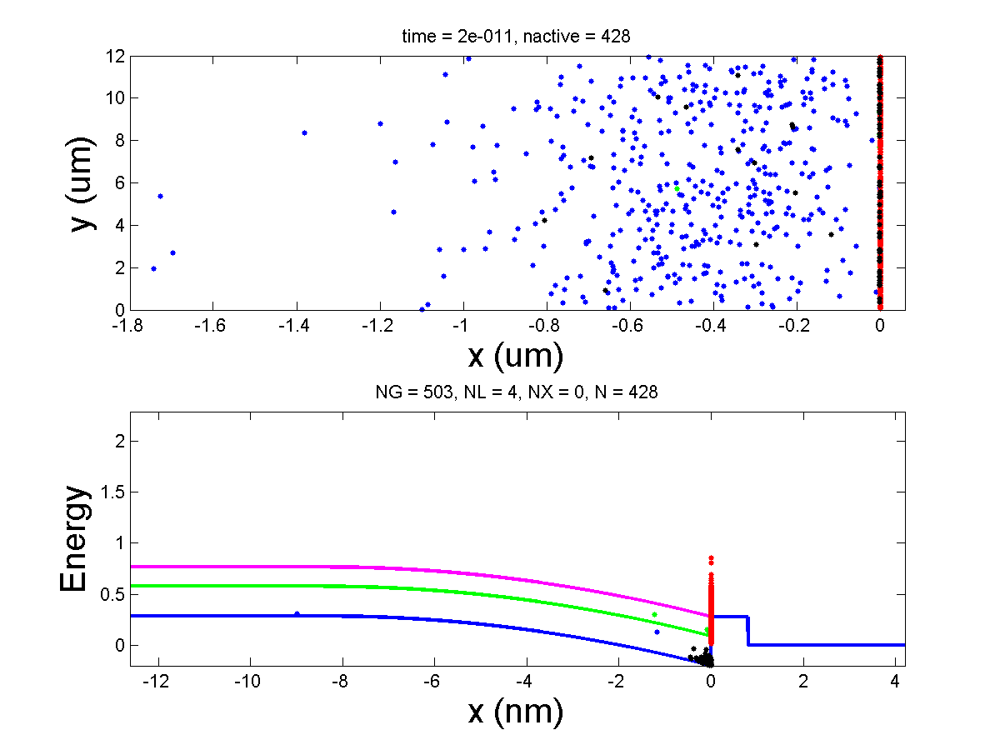 time = 2e-011, nactive = 428
12
10
8
6
4
2
0
y (um)
-1.8 -1.6 -1.4 -1.2 -1 -0.8 -0.6 -0.4 -0.2 0
x (um)
NG = 503, NL = 4, NX = 0, N = 428
2
1.5
1
0.5
0
Energy
-12 -10 -8 -6 -4 -2 0 2 4
x (nm)